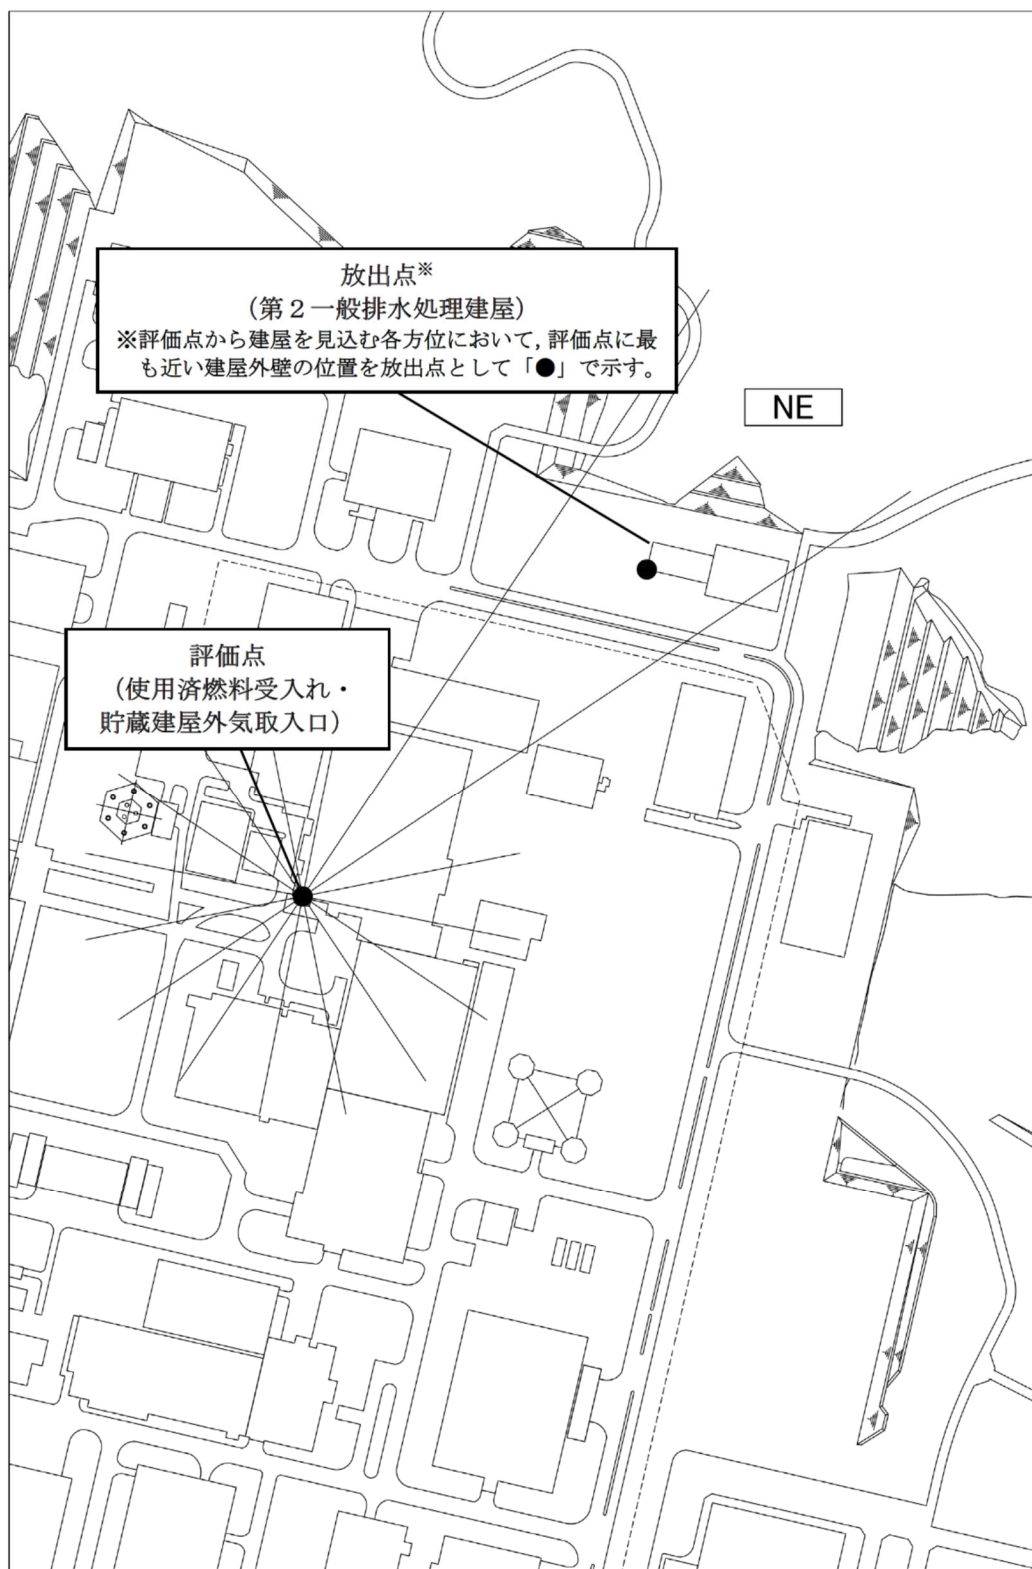 放出点※
（第２一般排水処理建屋）
※評価点から建屋を見込む各方位において，評価点に最
も近い建屋外壁の位置を放出点として「●」で示す。
NE
評価点
（使用済燃料受入れ・
貯蔵建屋外気取入口）